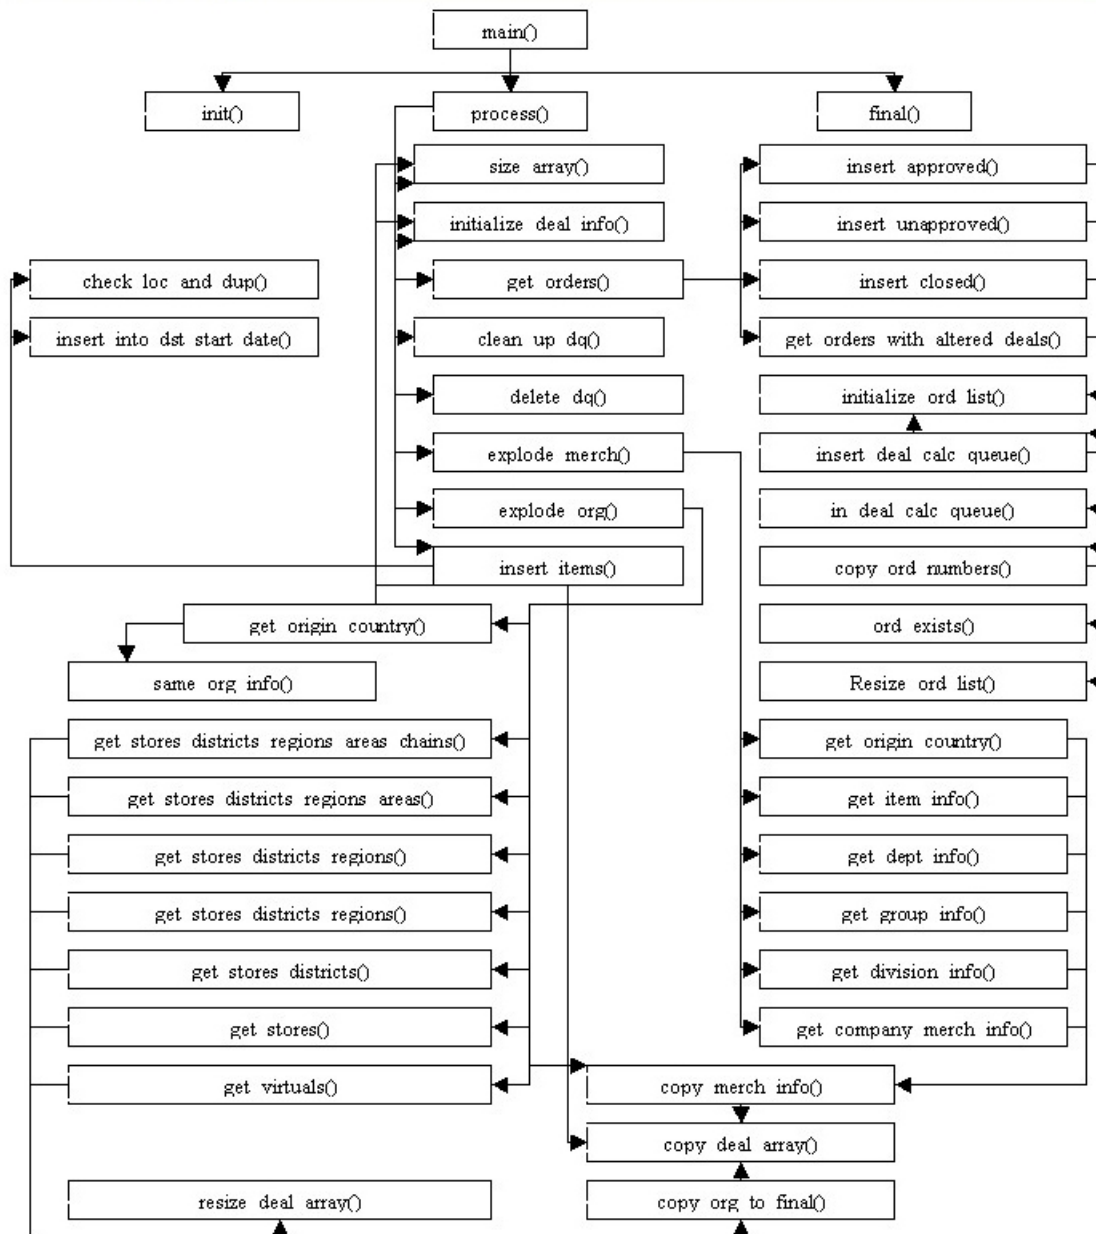 main()
init()
process()
final()
size array()
insert approved()
initialize deal info()
insert unapproved()
check loc and dup()
get orders()
insert closed()
insert into dst start date()
clean up dq()
get orders with altered deals()
delete dq()
initialize ord list()
explode merch()
insert deal calc queue()
explode org()
in deal calc queue()
insert items()
copy ord numbers()
get origin country()
ord exists()
same org info()
Resize ord list()
get stores districts regions areas chains()
get origin country()
get stores districts regions areas()
get item info()
get stores districts regions()
get dept info()
get stores districts regions()
get group info()
get stores districts()
get division info()
get stores()
get company merch info()
get virtuals()
copy merch info()
copy deal array()
resize deal array()
copy org to final()